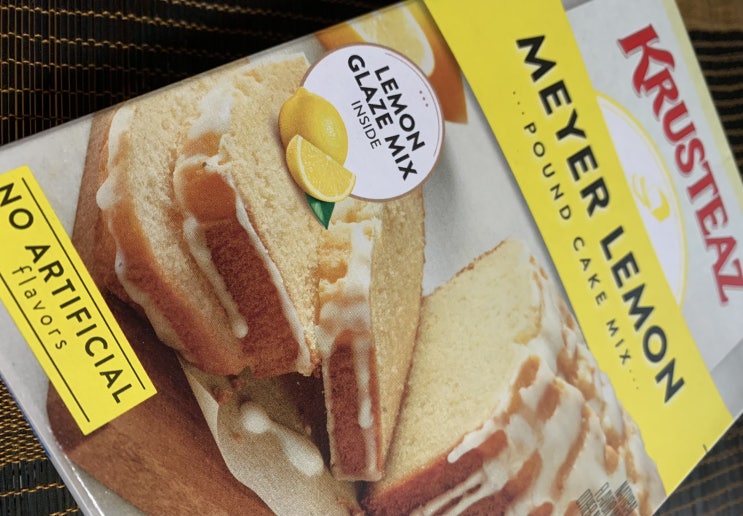 KRUSTEAZ
MEYER LEMON
...POUND CAKE MIX...
LEMON
GLAZE MIX
INSIDE
NO ARTIFICIAL
flavors